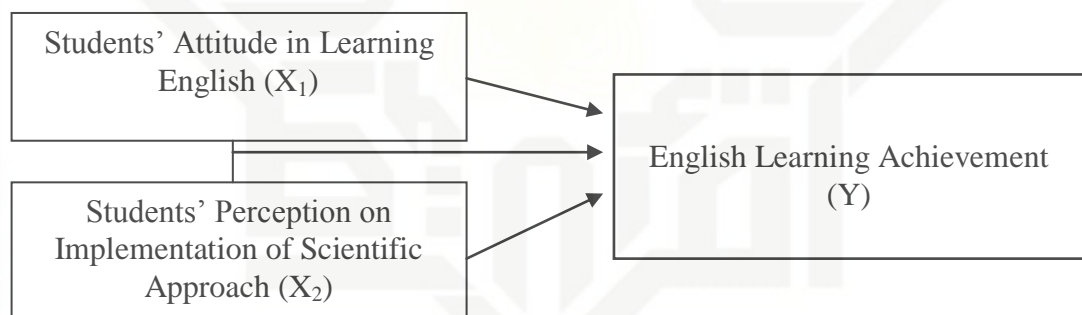 Students’ Attitude in Learning
English (X₁)
Students’ Perception on
Implementation of Scientific
Approach (X₂)
English Learning Achievement
(Y)